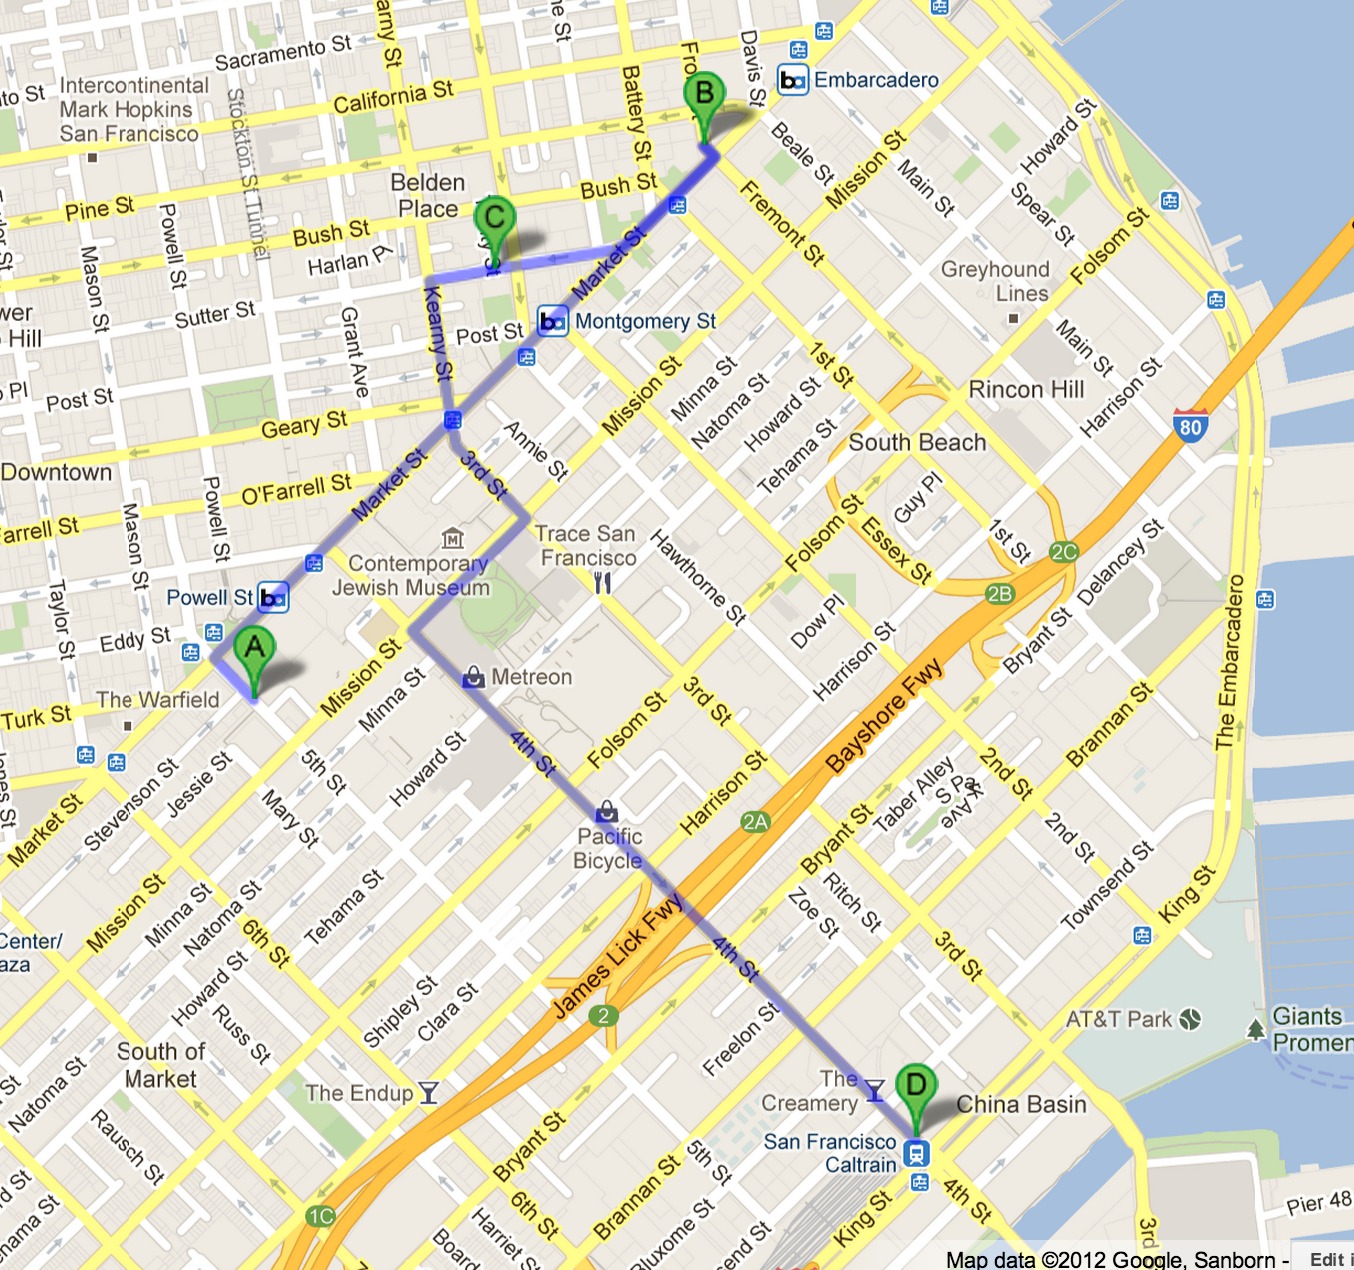 Sacramento St
Stockton St Tunnel
California St
Battery St
Davis St
Embarcadero
Intercontinental
Mark Hopkins
San Francisco
B
Beale St
Mission St
Howard St
Main St
Spear St
Folsom St
Belden
Place
Bush St
Pine St
Powell St
Mason St
Bush St
Harlan Pl
C
Fremont St
Market St
Greyhound
Lines
Sutter St
Grant Ave
Kearny St
Post St
Montgomery St
Main St
1st St
Mission St
Minna St
Natoma St
Howard St
Tehama St
Rincon Hill
Harrison St
80
Post St
Geary St
Downtown
Market St
3rd St
Annie St
South Beach
Guy Pl
O'Farrell St
Powell St
Mason St
Taylor St
Contemporary
Jewish Museum
Trace San
Francisco
Hawthorne St
Folsom St
Essex St
1st St
2C
2B
Delancey St
Bryant St
The Embarcadero
Powell St
Eddy St
A
The Warfield
Turk St
Mission St
Minna St
Metreon
Dow Pl
Harrison St
Bayshore Fwy
3rd St
Folsom St
4th St
Howard St
5th St
Mary St
Stevenson St
Jessie St
Market St
Pacific
Bicycle
Harrison St
2A
Bryant St
Taber Alley
S Park Ave
2nd St
Brannan St
2nd St
Townsend St
King St
Mission St
Minna St
Natoma St
Tehama St
6th St
Howard St
Russ St
Zoe St
Ritch St
3rd St
James Lick Fwy
4th St
2
Shipley St
Clara St
Freelon St
AT&T Park
Giants
South of
Market
The Endup
The
Creamery
D
China Basin
San Francisco
Caltrain
Natoma St
Rausch St
Bryant St
5th St
4th St
King St
1C
6th St
Harriet St
Brannan St
Bluxome St
Pier 48
3rd
Map data ©2012 Google, Sanborn -